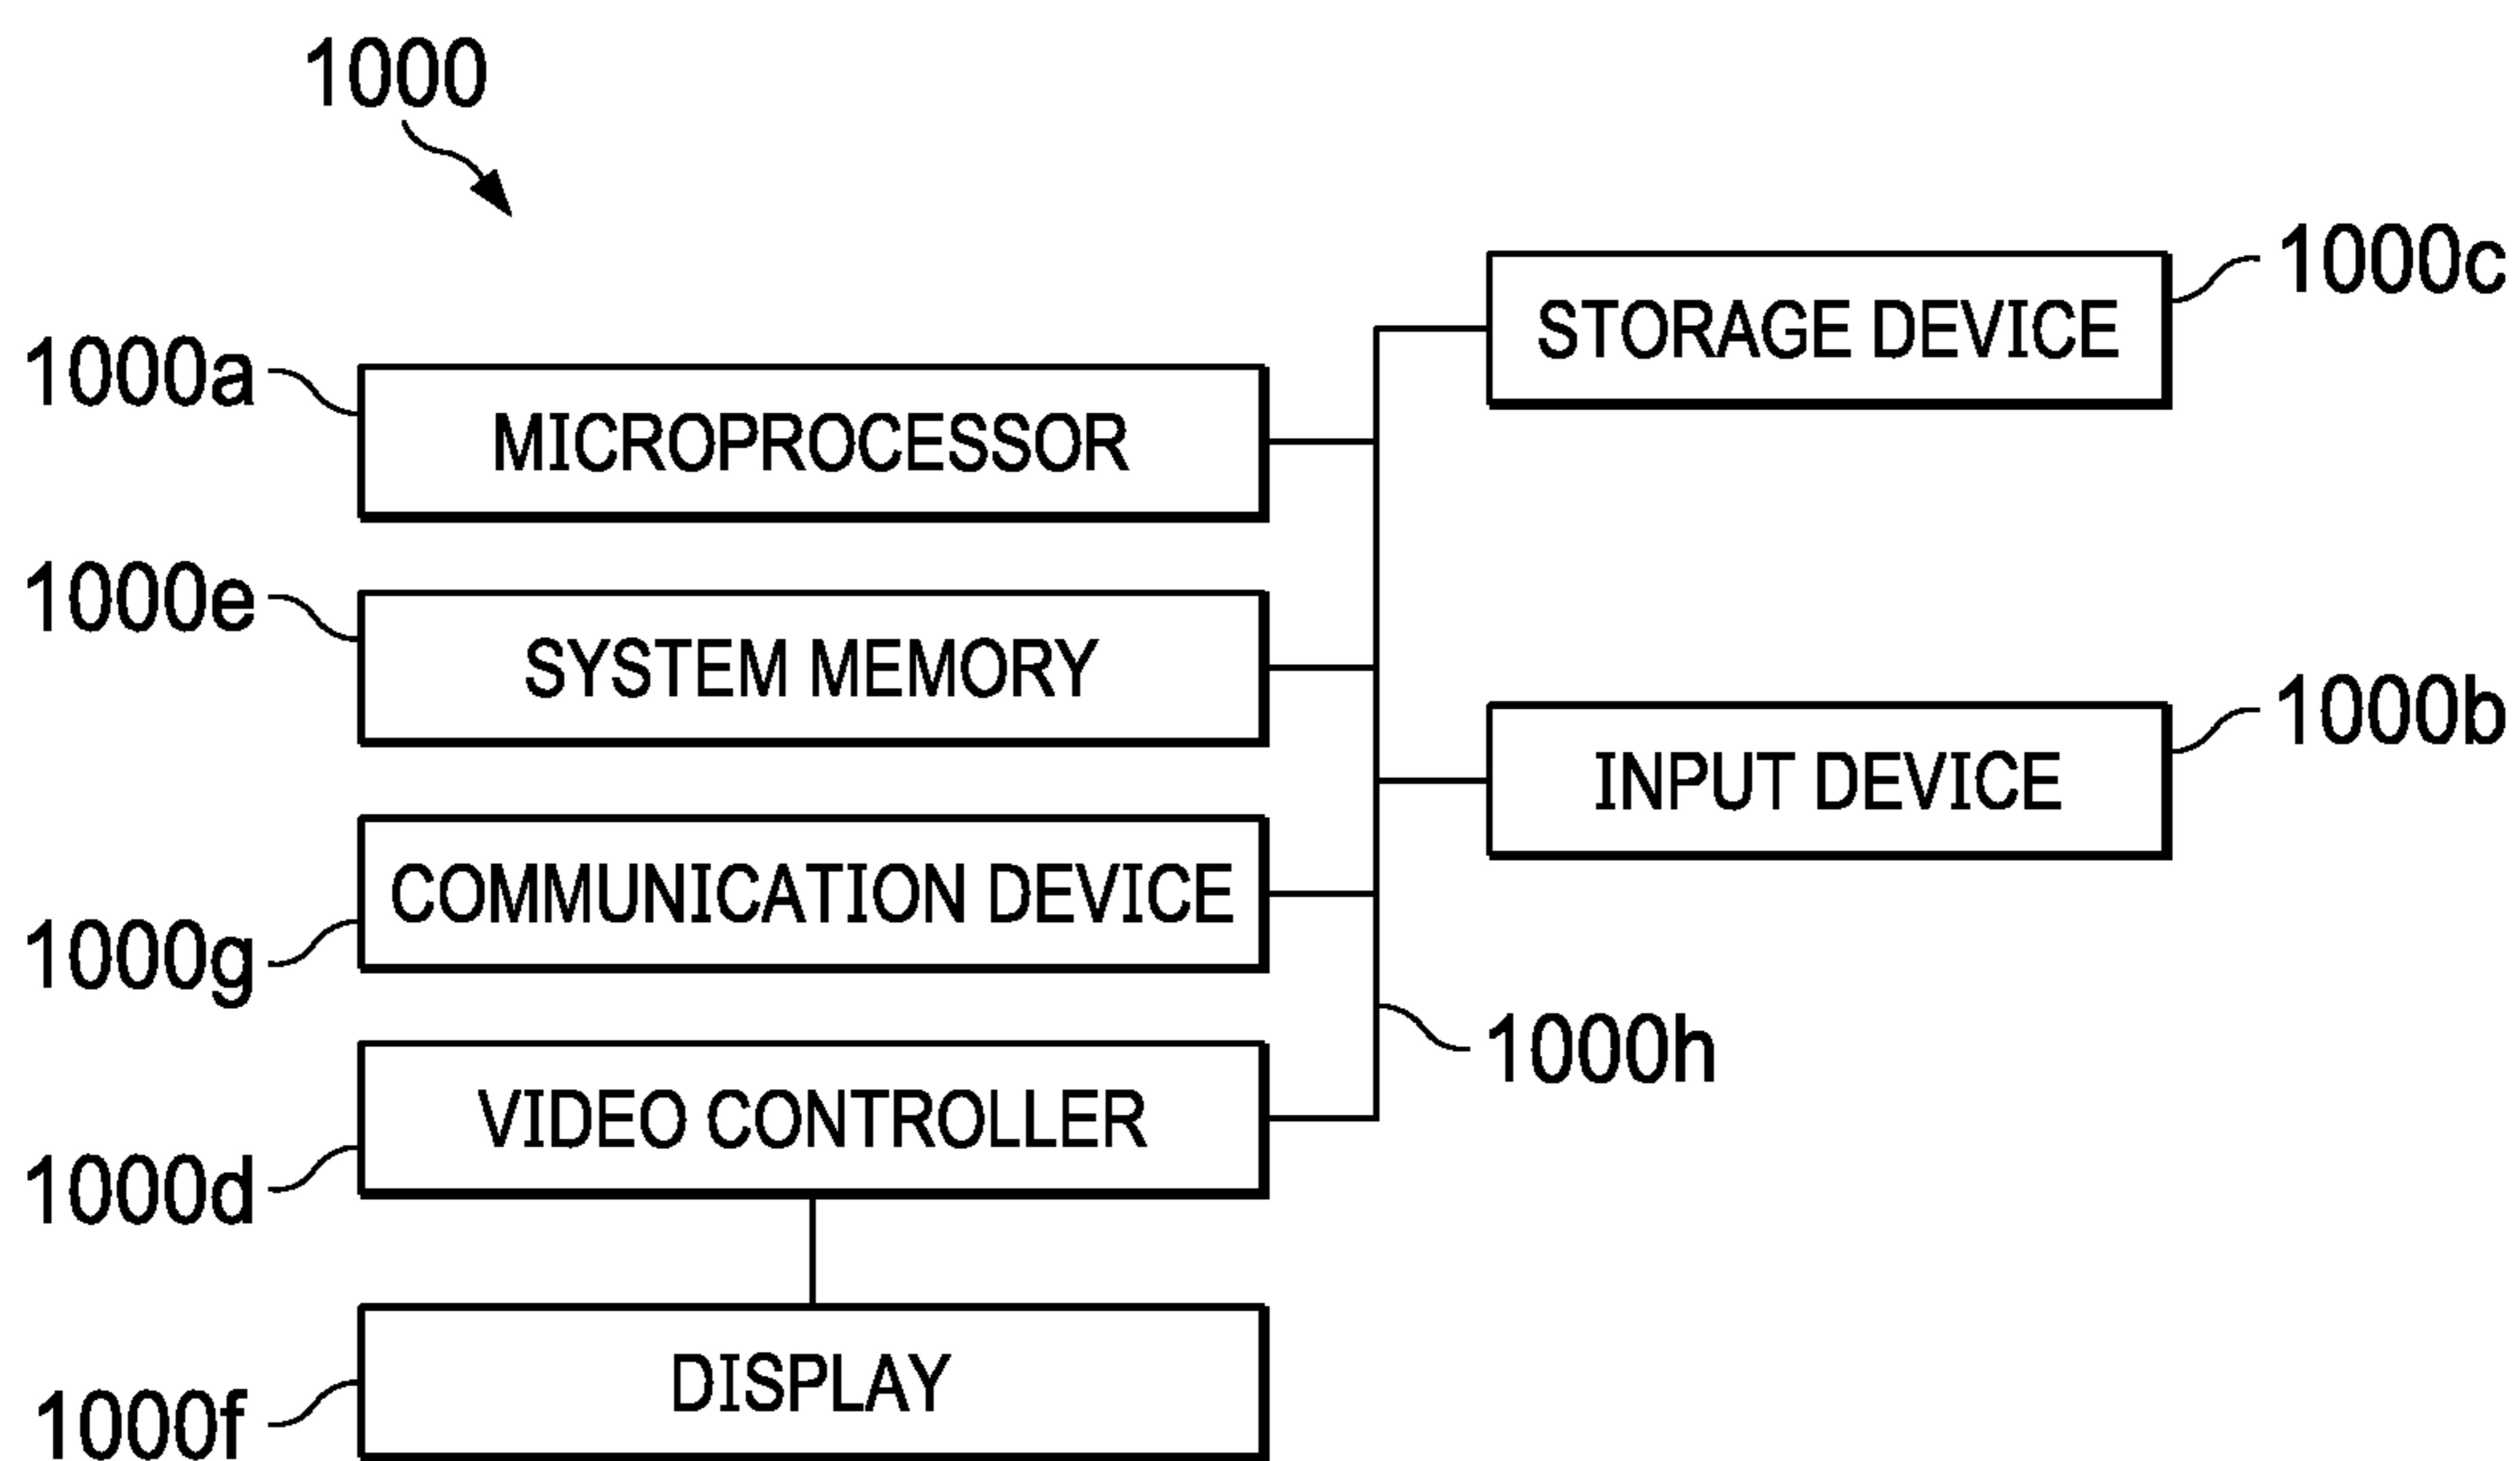 1000
1000c
STORAGE DEVICE
1000a
MICROPROCESSOR
1000e
SYSTEM MEMORY
1000b
INPUT DEVICE
COMMUNICATION DEVICE
1000g
1000h
VIDEO CONTROLLER
1000d
DISPLAY
1000f